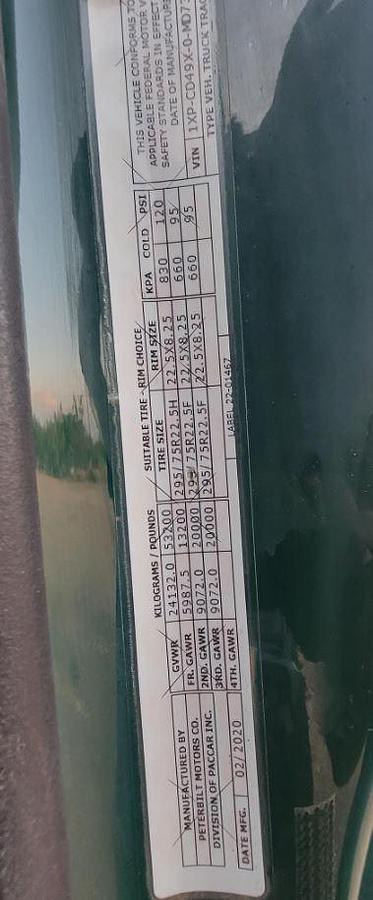 MANUFACTURED BY
PETERBILT MOTORS CO.
DIVISION OF PACCAR INC.
DATE MFG. 02/2020
KILOGRAMS / POUNDS
GVWR 24132.0 53200
FR. GAWR 5987.5 13200
2ND. GAWR 9072.0 20000
3RD. GAWR 9072.0 20000
4TH. GAWR
SUITABLE TIRE - RIM CHOICE
TIRE SIZE RIM SIZE KPA COLD PSI
295/75R22.5H 22.5X8.25 830 120
295/75R22.5F 22.5X8.25 660 95
295/75R22.5F 22.5X8.25 660 95
LABEL 22-01467
THIS VEHICLE CONFORMS TO
APPLICABLE FEDERAL MOTOR V
SAFETY STANDARDS IN EFFECT
DATE OF MANUFACTURE
VIN 1XP-CD49X-0-MD7
TYPE VEH. TRUCK TRAC